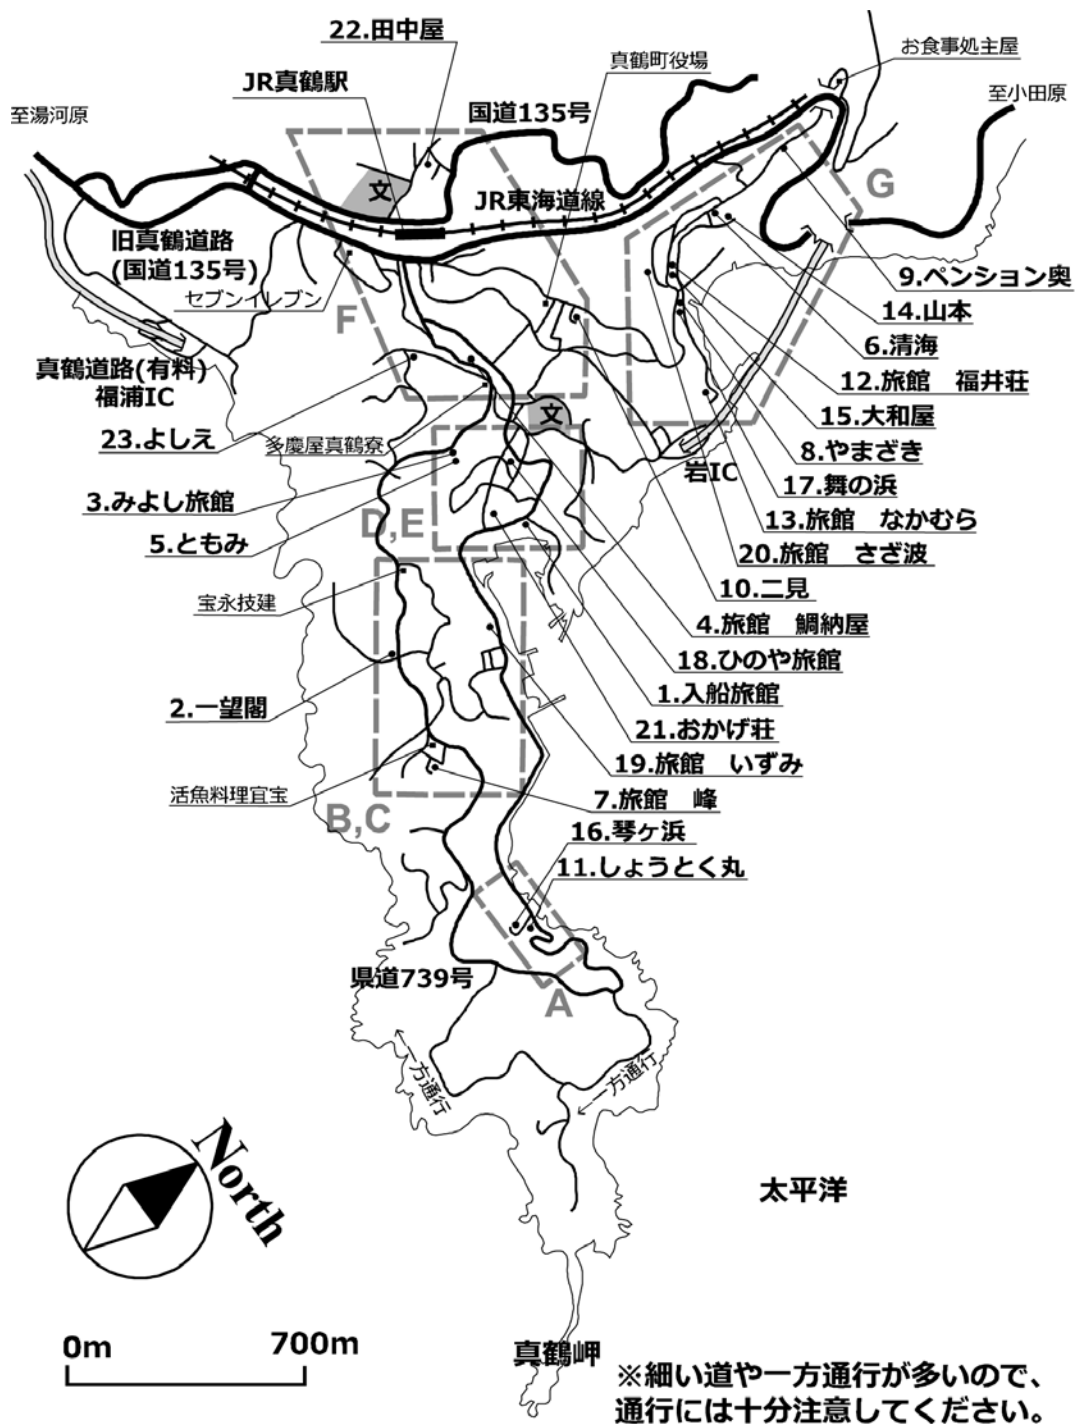 22.田中屋
お食事処主屋
真鶴町役場
JR真鶴駅
至小田原
国道135号
至湯河原
文
G
JR東海道線
旧真鶴道路
(国道135号)
9.ペンション奥
セブンイレブン
14.山本
F
6.清海
真鶴道路(有料)
福浦IC
12.旅館 福井荘
15.大和屋
文
23.よしえ
多慶屋真鶴寮
8.やまざき
岩IC
17.舞の浜
3.みよし旅館
D,E
13.旅館 なかむら
5.ともみ
20.旅館 さざ波
10.二見
宝永技建
4.旅館 鯛納屋
18.ひのや旅館
1.入船旅館
2.一望閣
21.おかげ荘
19.旅館 いずみ
活魚料理宜宝
7.旅館 峰
B,C
16.琴ヶ浜
11.しょうとく丸
県道739号
A
←一方通行
←一方通行
North
太平洋
0m 700m
真鶴岬
※細い道や一方通行が多いので、
通行には十分注意してください。